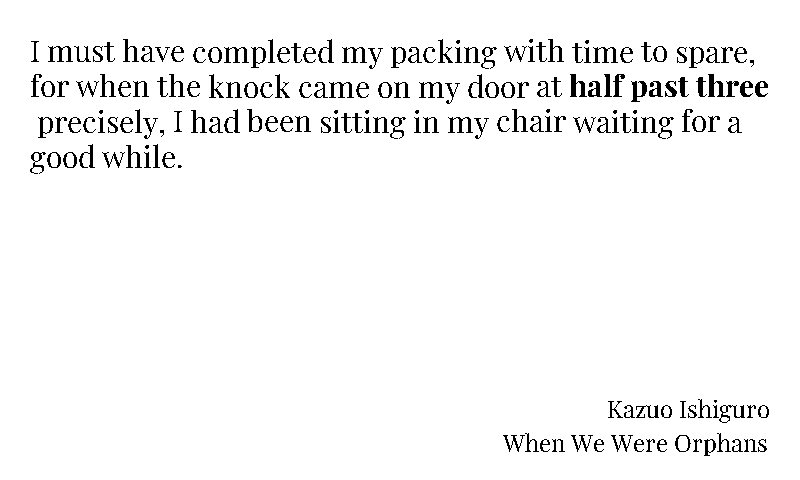 I must have completed my packing with time to spare,
for when the knock came on my door at half past three
precisely, I had been sitting in my chair waiting for a
good while.
Kazuo Ishiguro
When We Were Orphans